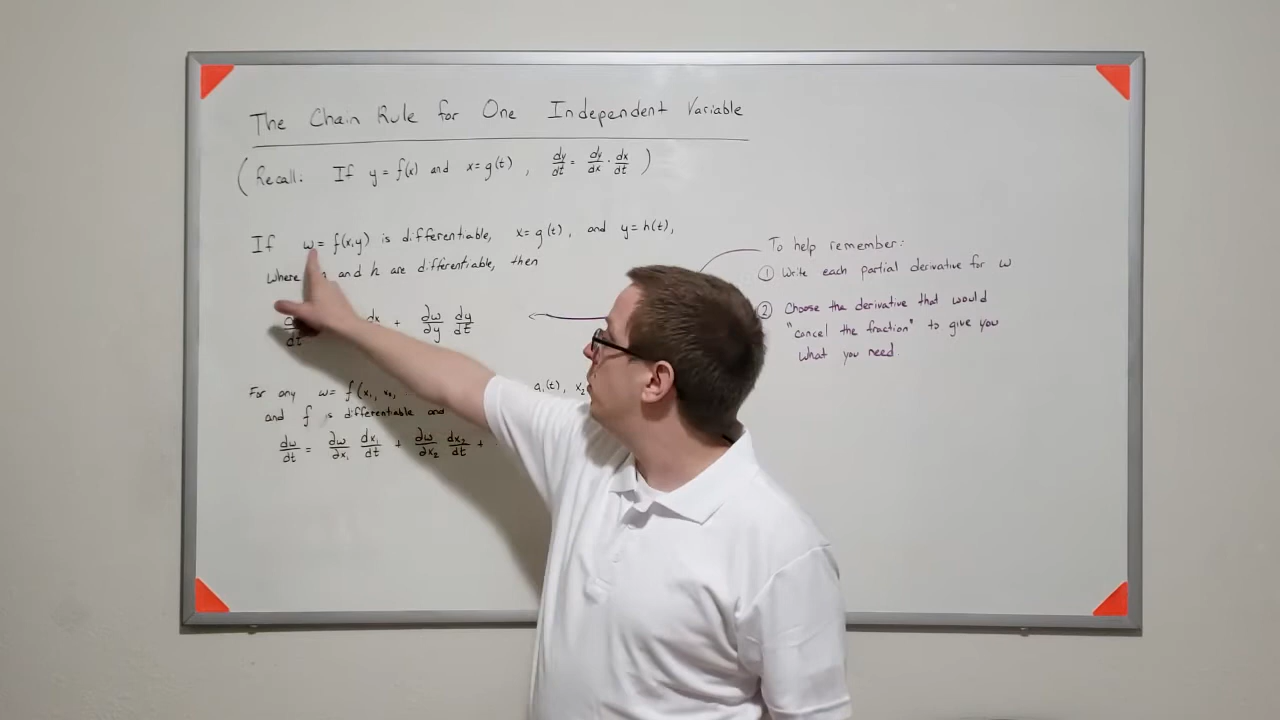 The Chain Rule for One Independent Variable
(Recall: If y = f(x) and x = g(t), dy/dt = dy/dx · dx/dt)
If w = f(x,y) is differentiable, x = g(t), and y = h(t),
where and h are differentiable, then
dt dx + ∂w/∂y dy/dt
For any w = f(x₁, x₂,
and f is differentiable and
dw/dt = ∂w/∂x₁ dx₁/dt + ∂w/∂x₂ dx₂/dt +
To help remember:
① Write each partial derivative for w
② Choose the derivative that would
"cancel the fraction" to give you
what you need.